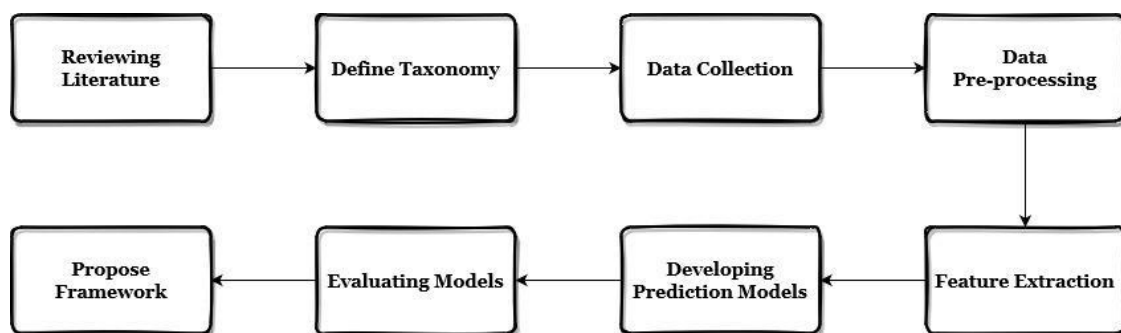 Reviewing
Literature
Define Taxonomy
Data Collection
Data
Pre-processing
Feature Extraction
Developing
Prediction Models
Evaluating Models
Propose
Framework